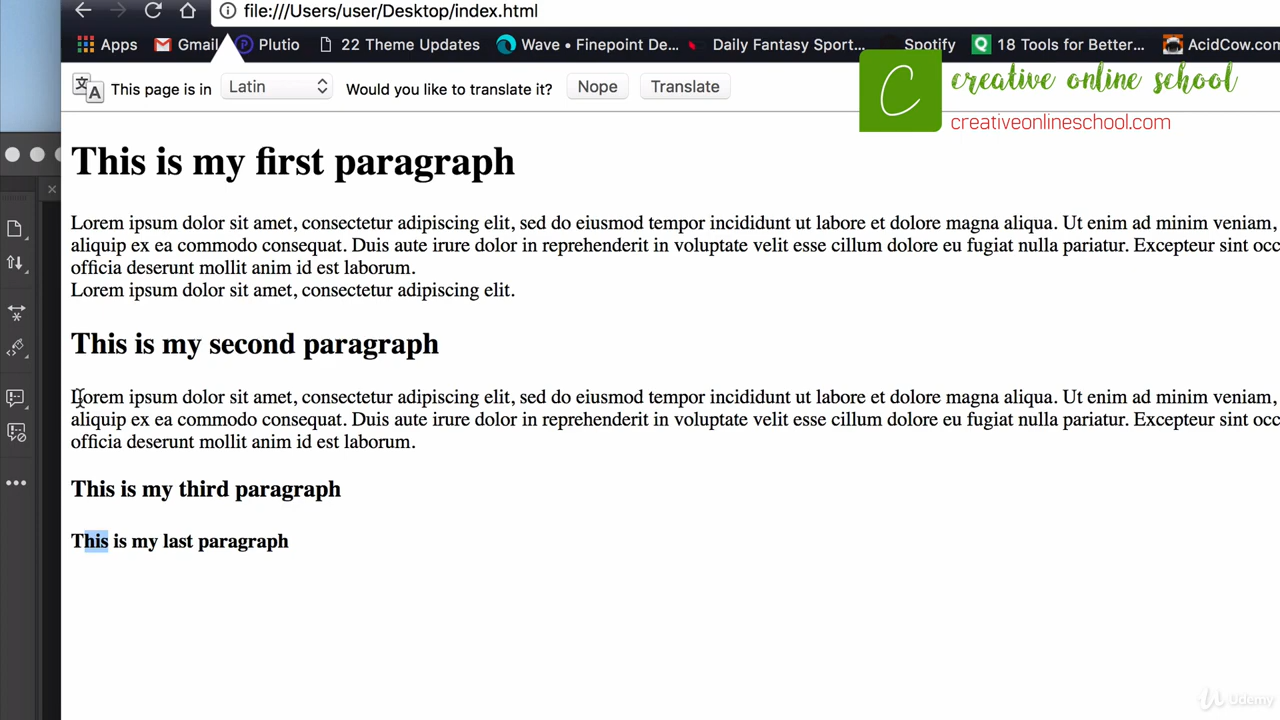 file:///Users/user/Desktop/index.html
Apps Gmail Plutio 22 Theme Updates Wave • Finepoint De... Daily Fantasy Sport... Spotify 18 Tools for Better... AcidCow.com
This page is in Latin Would you like to translate it? Nope Translate
C creative online school
creativeonlineschool.com
This is my first paragraph
Lorem ipsum dolor sit amet, consectetur adipiscing elit, sed do eiusmod tempor incididunt ut labore et dolore magna aliqua. Ut enim ad minim veniam,
aliquip ex ea commodo consequat. Duis aute irure dolor in reprehenderit in voluptate velit esse cillum dolore eu fugiat nulla pariatur. Excepteur sint occ
officia deserunt mollit anim id est laborum.
Lorem ipsum dolor sit amet, consectetur adipiscing elit.
This is my second paragraph
Lorem ipsum dolor sit amet, consectetur adipiscing elit, sed do eiusmod tempor incididunt ut labore et dolore magna aliqua. Ut enim ad minim veniam,
aliquip ex ea commodo consequat. Duis aute irure dolor in reprehenderit in voluptate velit esse cillum dolore eu fugiat nulla pariatur. Excepteur sint occ
officia deserunt mollit anim id est laborum.
This is my third paragraph
This is my last paragraph
Udemy